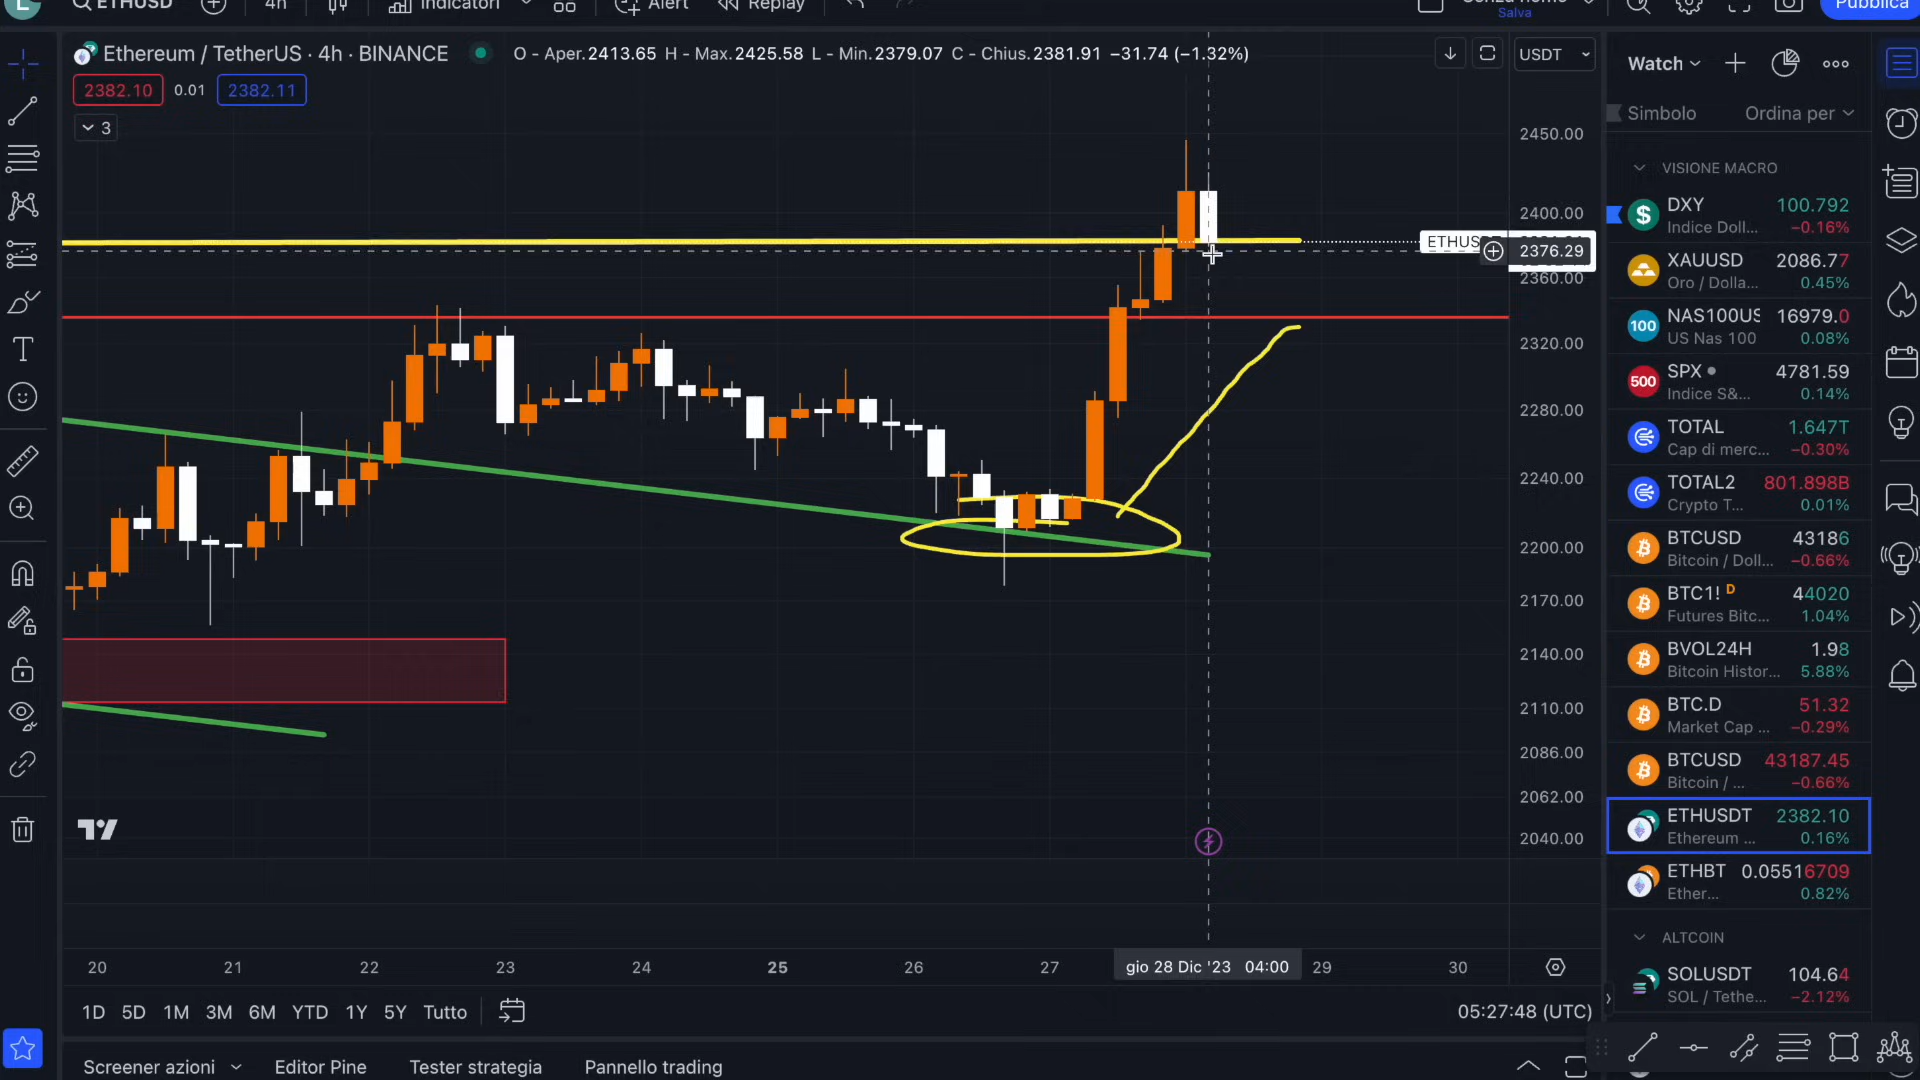 ETHUSD
4h
Indicatori
Alert
Replay
Salva
Pubblica
Ethereum / TetherUS · 4h · BINANCE
O - Aper.2413.65 H - Max.2425.58 L - Min.2379.07 C - Chius.2381.91 −31.74 (−1.32%)
USDT
2382.10 0.01 2382.11
3
2450.00
2400.00
ETHUS
2376.29
2360.00
2320.00
2280.00
2240.00
2200.00
2170.00
2140.00
2110.00
2086.00
2062.00
2040.00
20 21 22 23 24 25 26 27 gio 28 Dic '23 04:00 29 30
1D 5D 1M 3M 6M YTD 1Y 5Y Tutto
05:27:48 (UTC)
Screener azioni Editor Pine Tester strategia Pannello trading
Watch
Simbolo Ordina per
VISIONE MACRO
DXY 100.792
Indice Doll... −0.16%
XAUUSD 2086.77
Oro / Dolla... 0.45%
100 NAS100US 16979.0
US Nas 100 0.08%
500 SPX 4781.59
Indice S&... 0.14%
TOTAL 1.647T
Cap di merc... −0.30%
TOTAL2 801.898B
Crypto T... 0.01%
BTCUSD 43186
Bitcoin / Doll... −0.66%
BTC1! D 44020
Futures Bitc... 1.04%
BVOL24H 1.98
Bitcoin Histor... 5.88%
BTC.D 51.32
Market Cap ... −0.29%
BTCUSD 43187.45
Bitcoin / ... −0.66%
ETHUSDT 2382.10
Ethereum ... 0.16%
ETHBT 0.05516709
Ether... 0.82%
ALTCOIN
SOLUSDT 104.64
SOL / Tethe... −2.12%